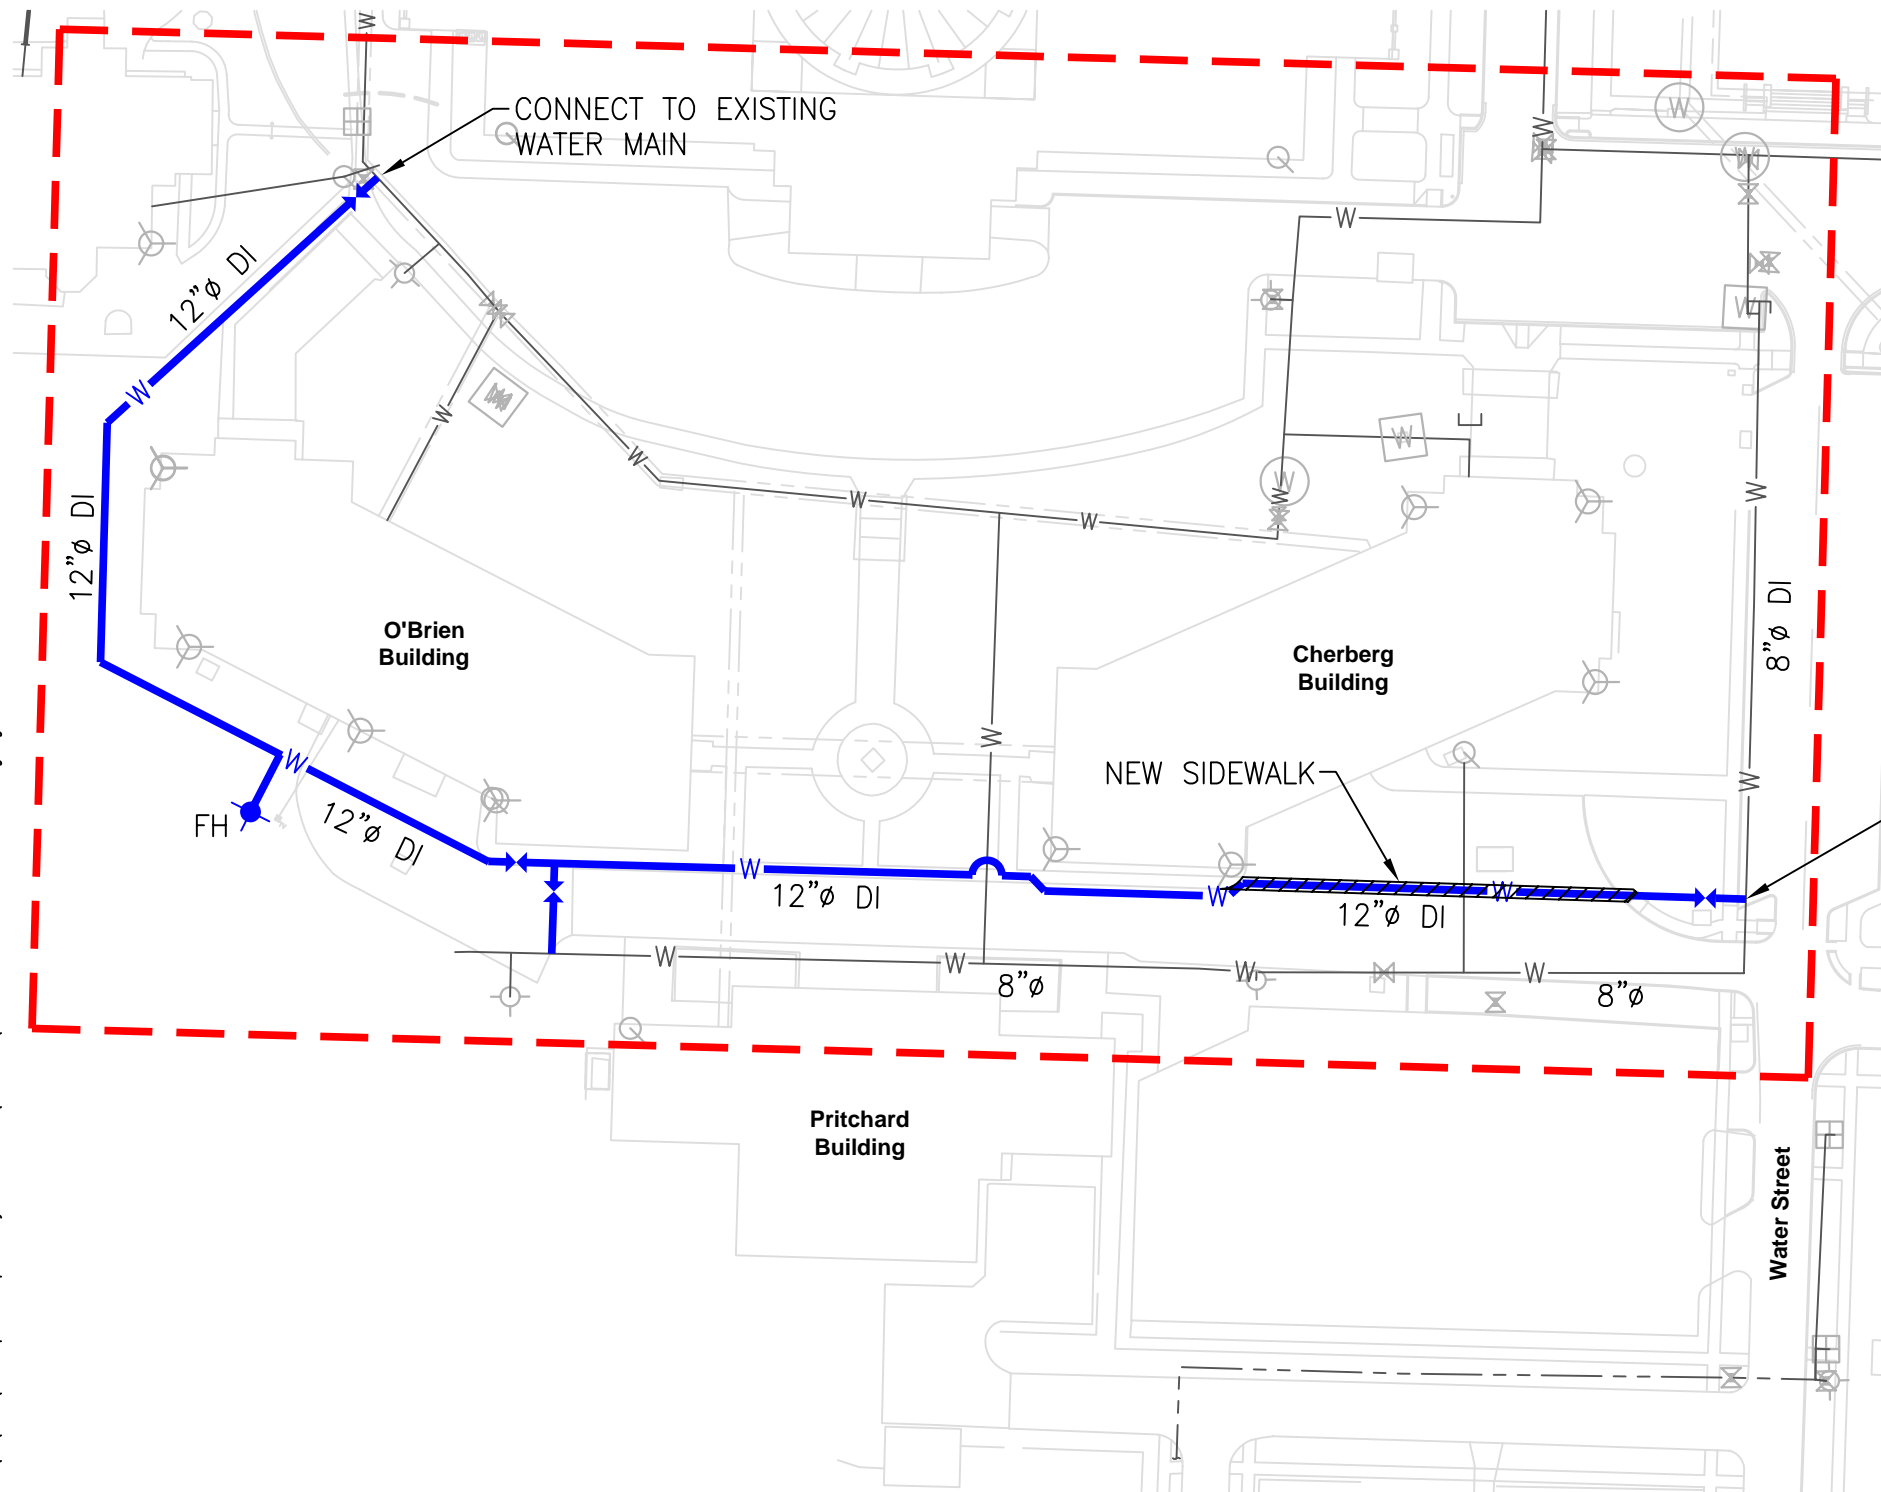 W
CONNECT TO EXISTING
WATER MAIN
W
W
W
W
12"ø DI
W
W
W
W
W
W
W
W
W
W
W
12"ø DI
8"ø DI
O'Brien
Building
Cherberg
Building
W
W
NEW SIDEWALK
W
FH
12"ø DI
W
W
W
12"ø DI
12"ø DI
W
W
W
W
8"ø
8"ø
Pritchard
Building
Water Street